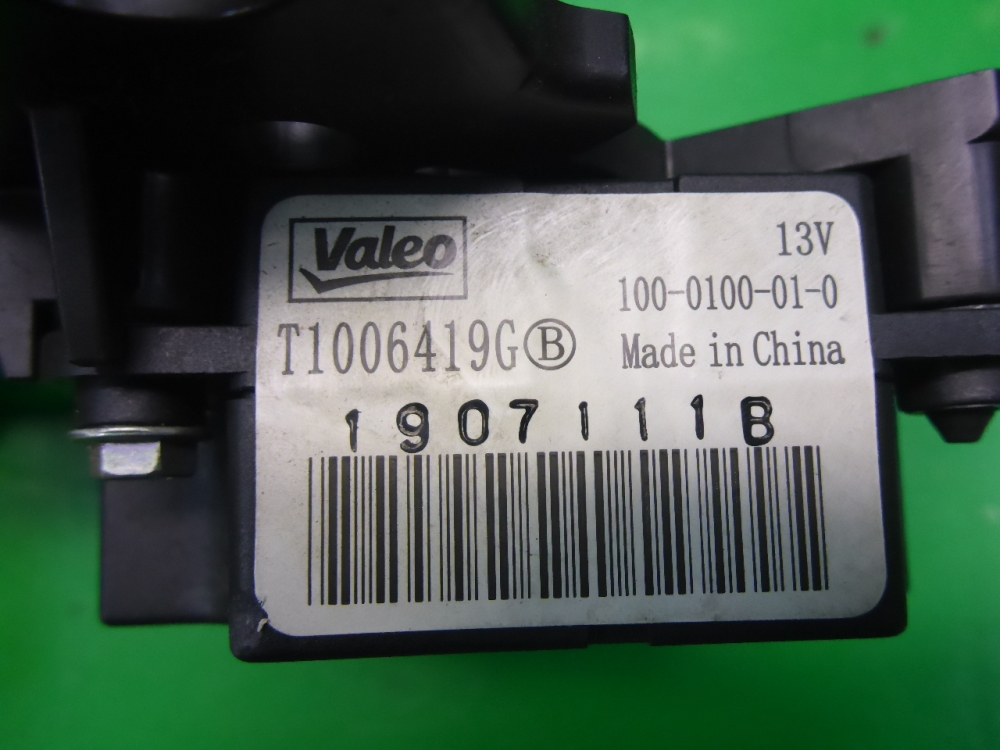 Valeo
13V
100-0100-01-0
T1006419GⒷ
Made in China
1907111B